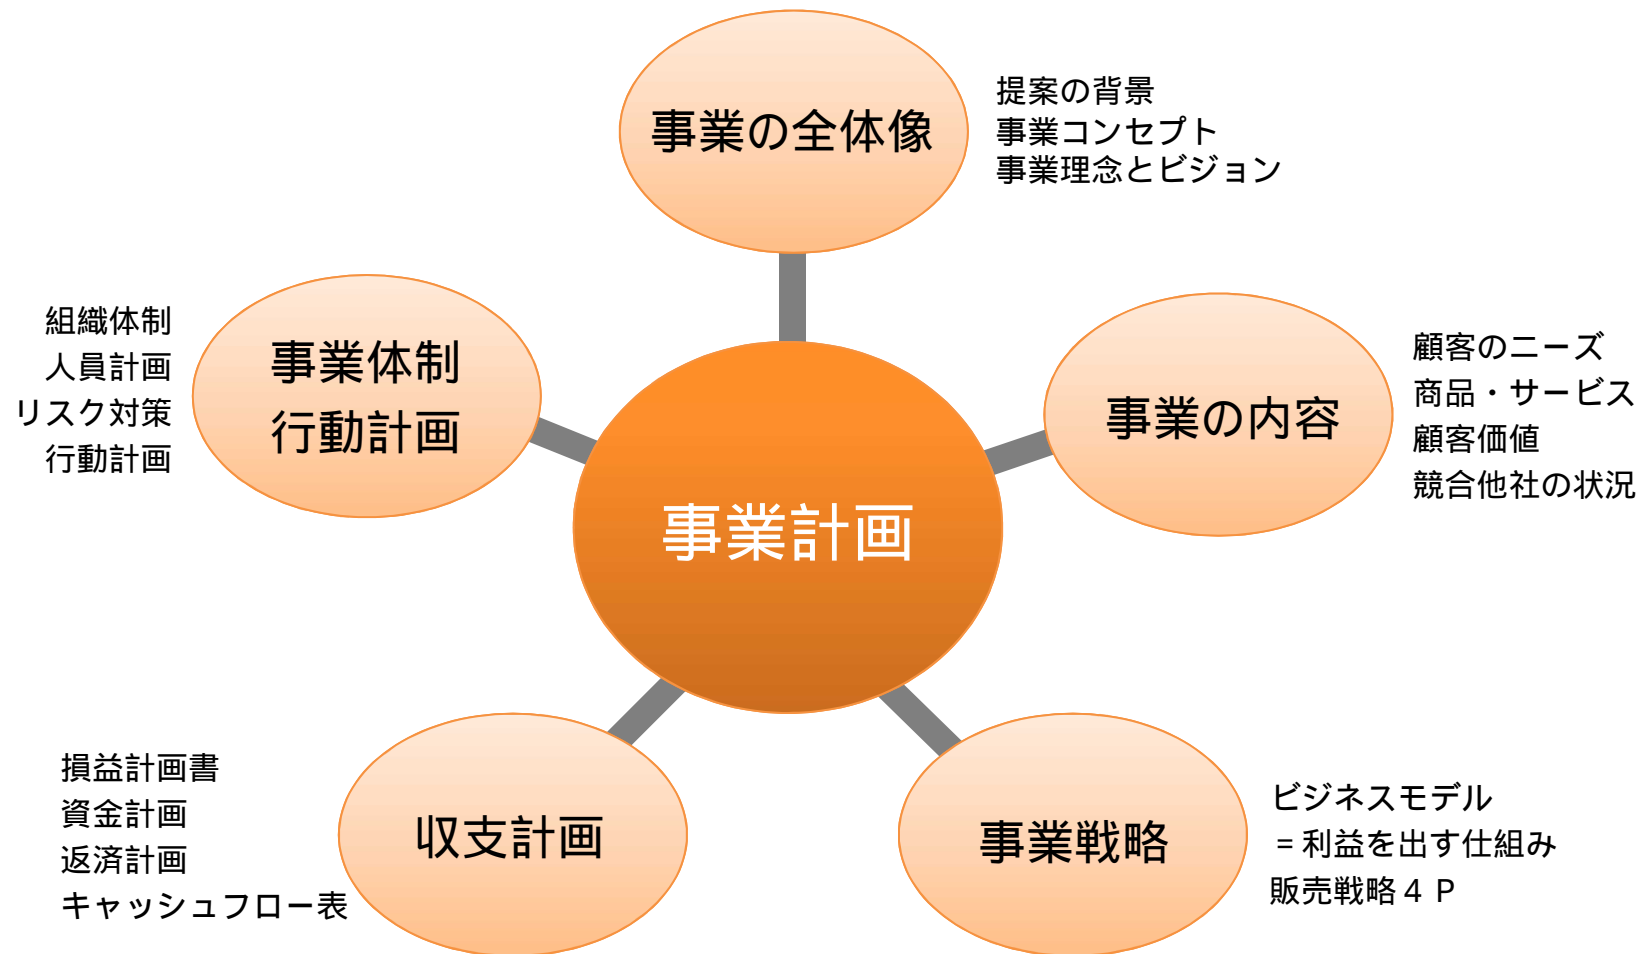 事業の全体像
提案の背景
事業コンセプト
事業理念とビジョン
組織体制
人員計画
リスク対策
行動計画
事業体制
行動計画
事業の内容
顧客のニーズ
商品・サービス
顧客価値
競合他社の状況
事業計画
損益計画書
資金計画
返済計画
キャッシュフロー表
収支計画
事業戦略
ビジネスモデル
=利益を出す仕組み
販売戦略4P